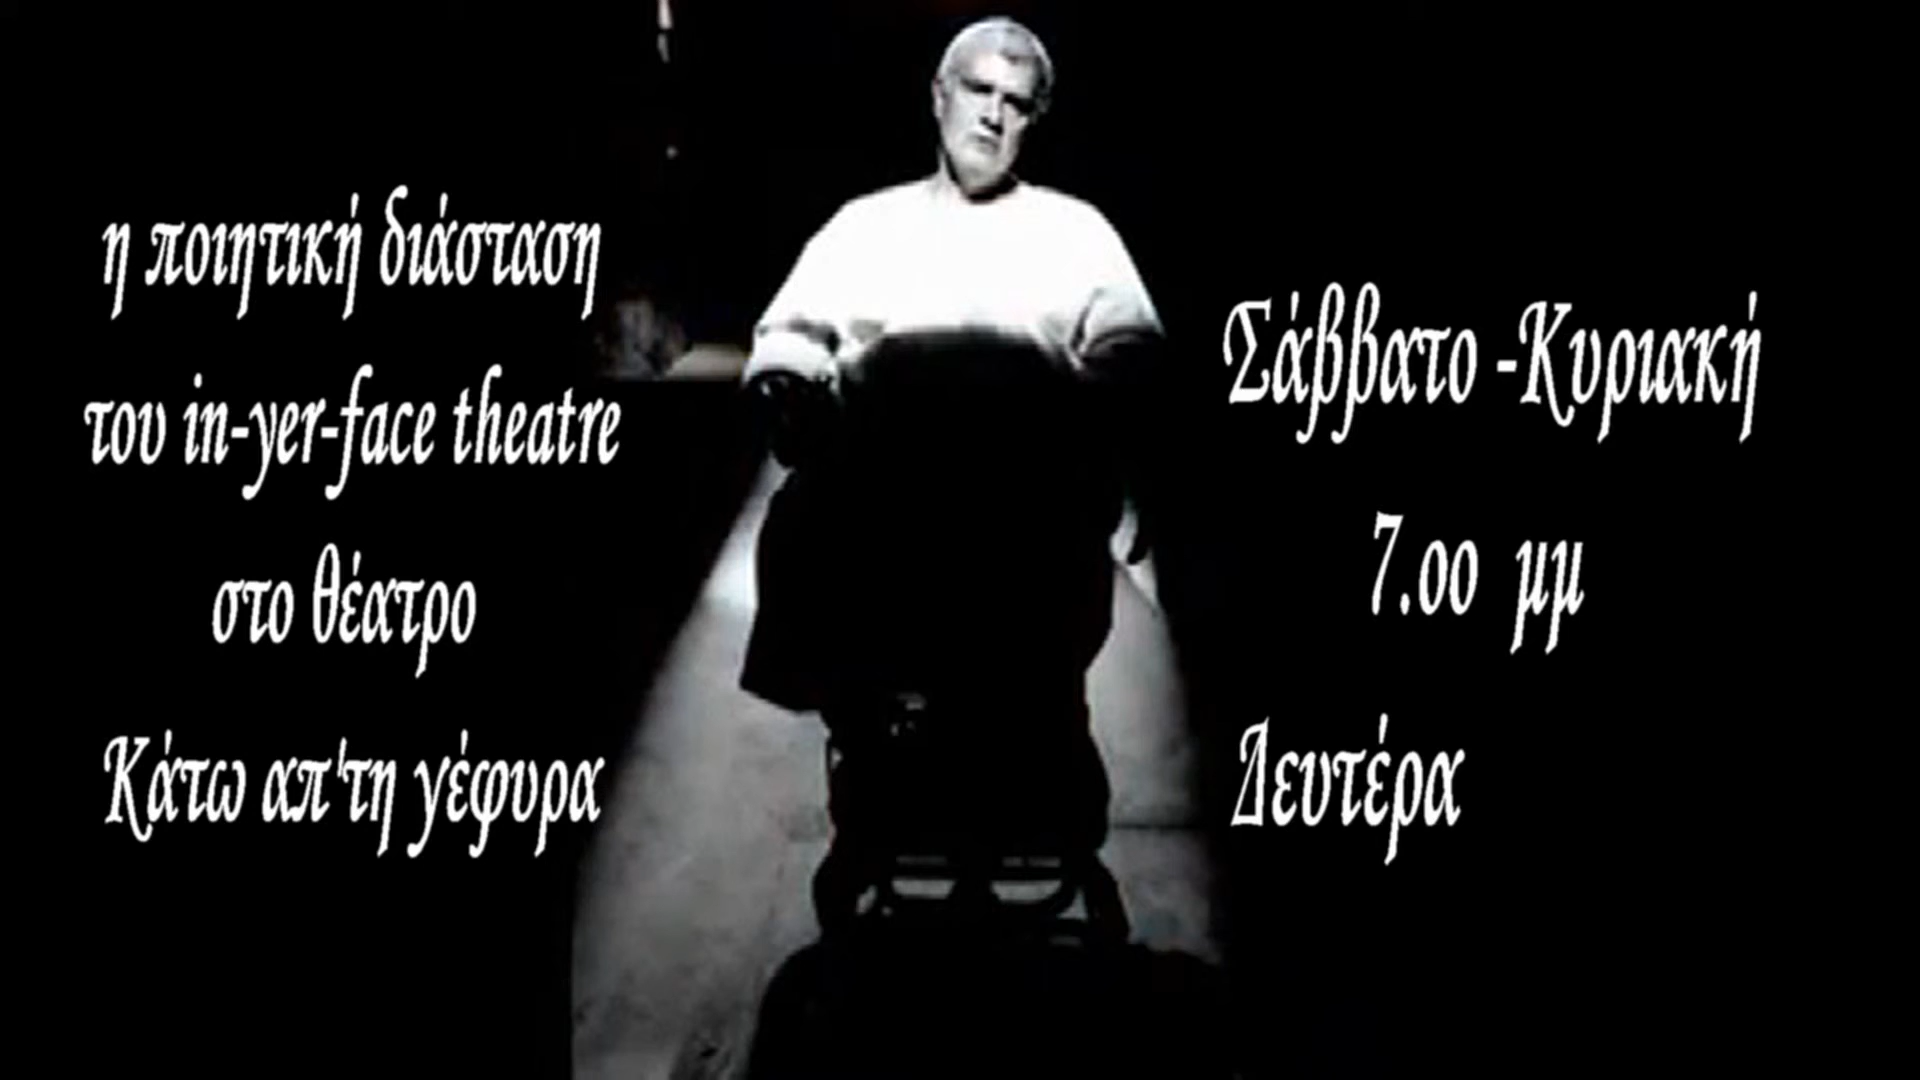 η ποιητική διάσταση
του in-yer-face theatre
στο θέατρο
Κάτω απ'τη γέφυρα
Σάββατο -Κυριακή
7.00 μμ
Δευτέρα